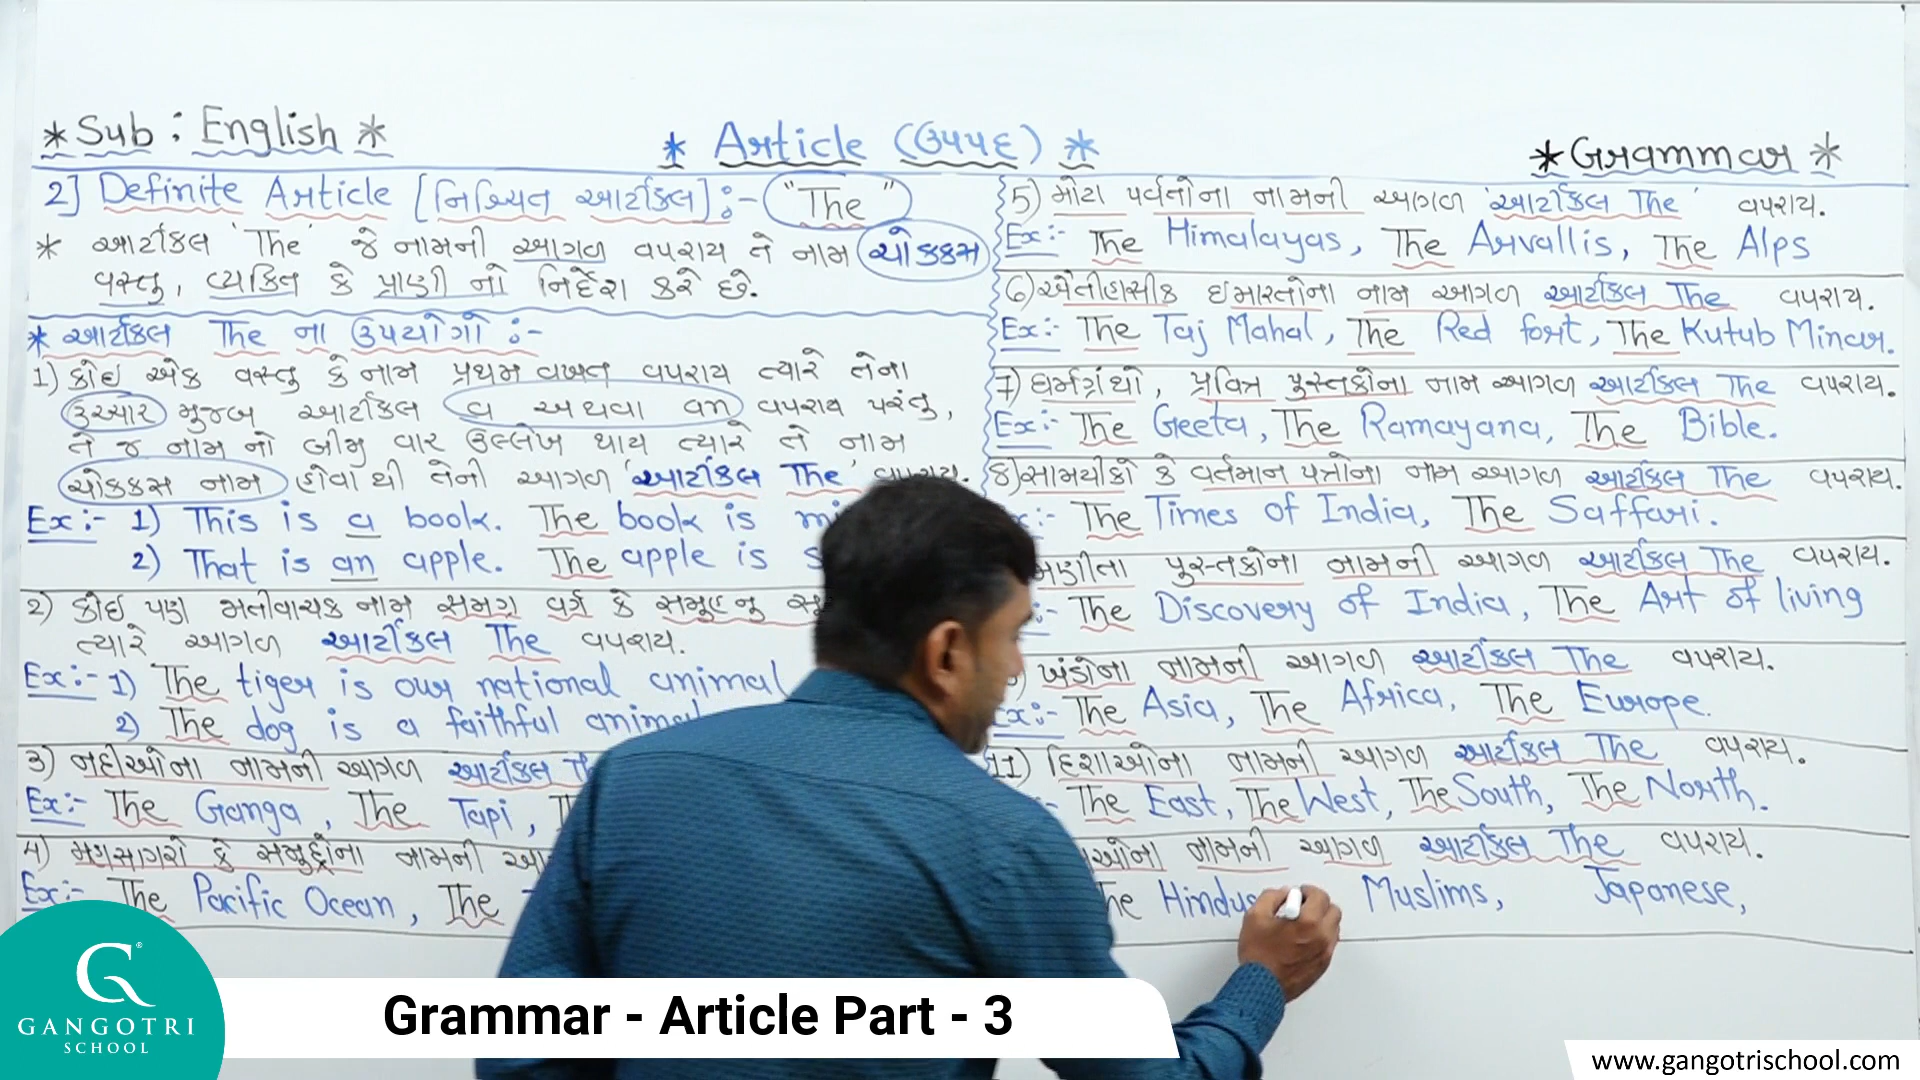 * Sub : English *
* Article (ઉપપદ) *
* Grammar *
2] Definite Article [નિશ્ચિત આર્ટીકલ] :- "The"
* આર્ટીકલ 'The' જે નામની આગળ વપરાય તે નામ ચોક્કસ
વસ્તુ, વ્યકિત કે પ્રાણી નો નિર્દેશ કરે છે.
* આર્ટીકલ The ના ઉપયોગો :-
1) કોઇ એક વસ્તુ કે નામ પ્રથમ વખત વપરાય ત્યારે તેના
ઉચ્ચાર મુજબ આર્ટીકલ a અથવા an વપરાય પરંતુ,
તે જ નામ નો બીજી વાર ઉલ્લેખ થાય ત્યારે તે નામ
ચોક્કસ નામ હોવાથી તેની આગળ 'આર્ટીકલ The' વપરાય.
Ex :- 1) This is a book. The book is
2) That is an apple. The apple is
2) કોઇ પણ જાતીવાચક નામ સમગ્ર વર્ગ કે સમૂહનુ
ત્યારે આગળ આર્ટીકલ The વપરાય.
Ex :- 1) The tiger is our national animal
2) The dog is a faithful animal
3) નદીઓના નામની આગળ આર્ટીકલ
Ex :- The Ganga, The Tapi,
4) મહાસાગરો કે સમુદ્રોના નામની
Ex :- The Pacific Ocean, The
5) મોટા પર્વતોના નામની આગળ 'આર્ટીકલ The' વપરાય.
Ex :- The Himalayas, The Arvallis, The Alps
6) ઐતીહાસીક ઇમારતોના નામ આગળ આર્ટીકલ The વપરાય.
Ex :- The Taj Mahal, The Red fort, The Kutub Minar.
7) ધર્મગ્રંથો, પ્રવિત્ર પુસ્તકોના નામ આગળ આર્ટીકલ The વપરાય.
Ex :- The Geeta, The Ramayana, The Bible.
8) સામયીકો કે વર્તમાન પત્રોના નામ આગળ આર્ટીકલ The વપરાય.
The Times of India, The Saffari.
પુસ્તકોના નામની આગળ આર્ટીકલ The વપરાય.
The Discovery of India, The Art of living
ખંડોના નામની આગળ આર્ટીકલ The વપરાય.
Ex :- The Asia, The Africa, The Europe.
11) દિશાઓના નામની આગળ આર્ટીકલ The વપરાય.
The East, The West, The South, The North.
નામની આગળ આર્ટીકલ The વપરાય.
The Hindus Muslims, Japanese,
G
GANGOTRI
SCHOOL
Grammar - Article Part - 3
www.gangotrischool.com